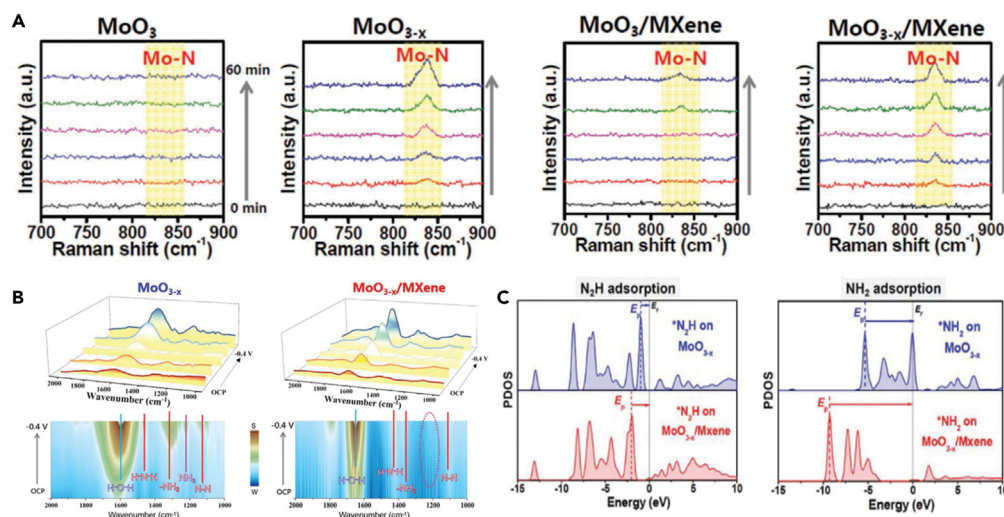 A
MoO3
MoO3-x
MoO3/MXene
MoO3-x/MXene
Mo-N
Mo-N
Mo-N
Mo-N
60 min
0 min
Intensity (a.u.)
Intensity (a.u.)
Intensity (a.u.)
Intensity (a.u.)
700 750 800 850 900
700 750 800 850 900
700 750 800 850 900
700 750 800 850 900
Raman shift (cm-1)
Raman shift (cm-1)
Raman shift (cm-1)
Raman shift (cm-1)
B
MoO3-x
MoO3-x/MXene
-0.4 V
OCP
2000 1800 1600 1400 1200 1000
Wavenumber (cm-1)
-0.4 V
OCP
2000 1800 1600 1400 1200 1000
Wavenumber (cm-1)
-0.4 V
OCP
H-O-H
H-N-H
-NH2
H-N
S
W
2000 1800 1600 1400 1200 1000
Wavenumber (cm-1)
-0.4 V
OCP
H-O-H
H-N-H
-NH2
H-N
2000 1800 1600 1400 1200 1000
Wavenumber (cm-1)
C
N2H adsorption
NH2 adsorption
PDOS
PDOS
Ep
Ef
*N2H on
MoO3-x
Ep
*N2H on
MoO3-x/Mxene
-15 -10 -5 0 5 10
Energy (eV)
Ep
Ef
*NH2 on
MoO3-x
Ep
*NH2 on
MoO3-x/Mxene
-15 -10 -5 0 5 10
Energy (eV)